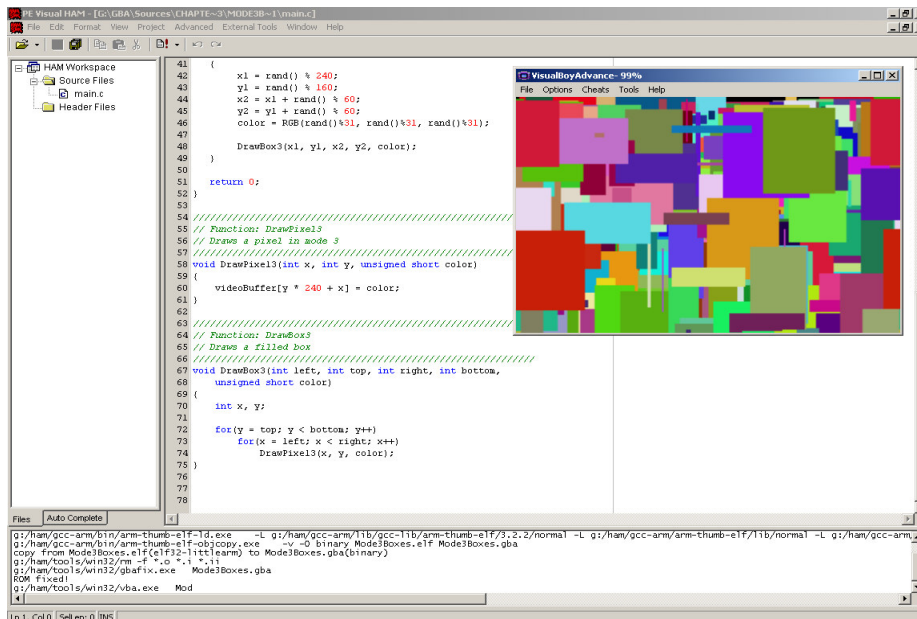 PE Visual HAM - [G:\GBA\Sources\CHAPTE~3\MODE3B~1\main.c]
File Edit Format View Project Advanced External Tools Window Help
HAM Workspace
Source Files
main.c
Header Files
Files Auto Complete
41 {
42 x1 = rand() % 240;
43 y1 = rand() % 160;
44 x2 = x1 + rand() % 60;
45 y2 = y1 + rand() % 60;
46 color = RGB(rand()%31, rand()%31, rand()%31);
47
48 DrawBox3(x1, y1, x2, y2, color);
49 }
50
51 return 0;
52 }
53
54 ////////////////////////////////////////////////////////////
55 // Function: DrawPixel3
56 // Draws a pixel in mode 3
57 ////////////////////////////////////////////////////////////
58 void DrawPixel3(int x, int y, unsigned short color)
59 {
60 videoBuffer[y * 240 + x] = color;
61 }
62
63 ////////////////////////////////////////////////////////////
64 // Function: DrawBox3
65 // Draws a filled box
66 ////////////////////////////////////////////////////////////
67 void DrawBox3(int left, int top, int right, int bottom,
68 unsigned short color)
69 {
70 int x, y;
71
72 for(y = top; y < bottom; y++)
73 for(x = left; x < right; x++)
74 DrawPixel3(x, y, color);
75 }
76
77
78
VisualBoyAdvance- 99%
File Options Cheats Tools Help
g:/ham/gcc-arm/bin/arm-thumb-elf-ld.exe -L g:/ham/gcc-arm/lib/gcc-lib/arm-thumb-elf/3.2.2/normal -L g:/ham/gcc-arm/arm-thumb-elf/lib/normal -L g:/ham/gcc-arm/
g:/ham/gcc-arm/bin/arm-thumb-elf-objcopy.exe -v -O binary Mode3Boxes.elf Mode3Boxes.gba
copy from Mode3Boxes.elf(elf32-littlearm) to Mode3Boxes.gba(binary)
g:/ham/tools/win32/rm -f *.o *.i *.ii
g:/ham/tools/win32/gbafix.exe Mode3Boxes.gba
ROM fixed!
g:/ham/tools/win32/vba.exe Mod
Ln 1, Col 0 SelLen: 0 INS